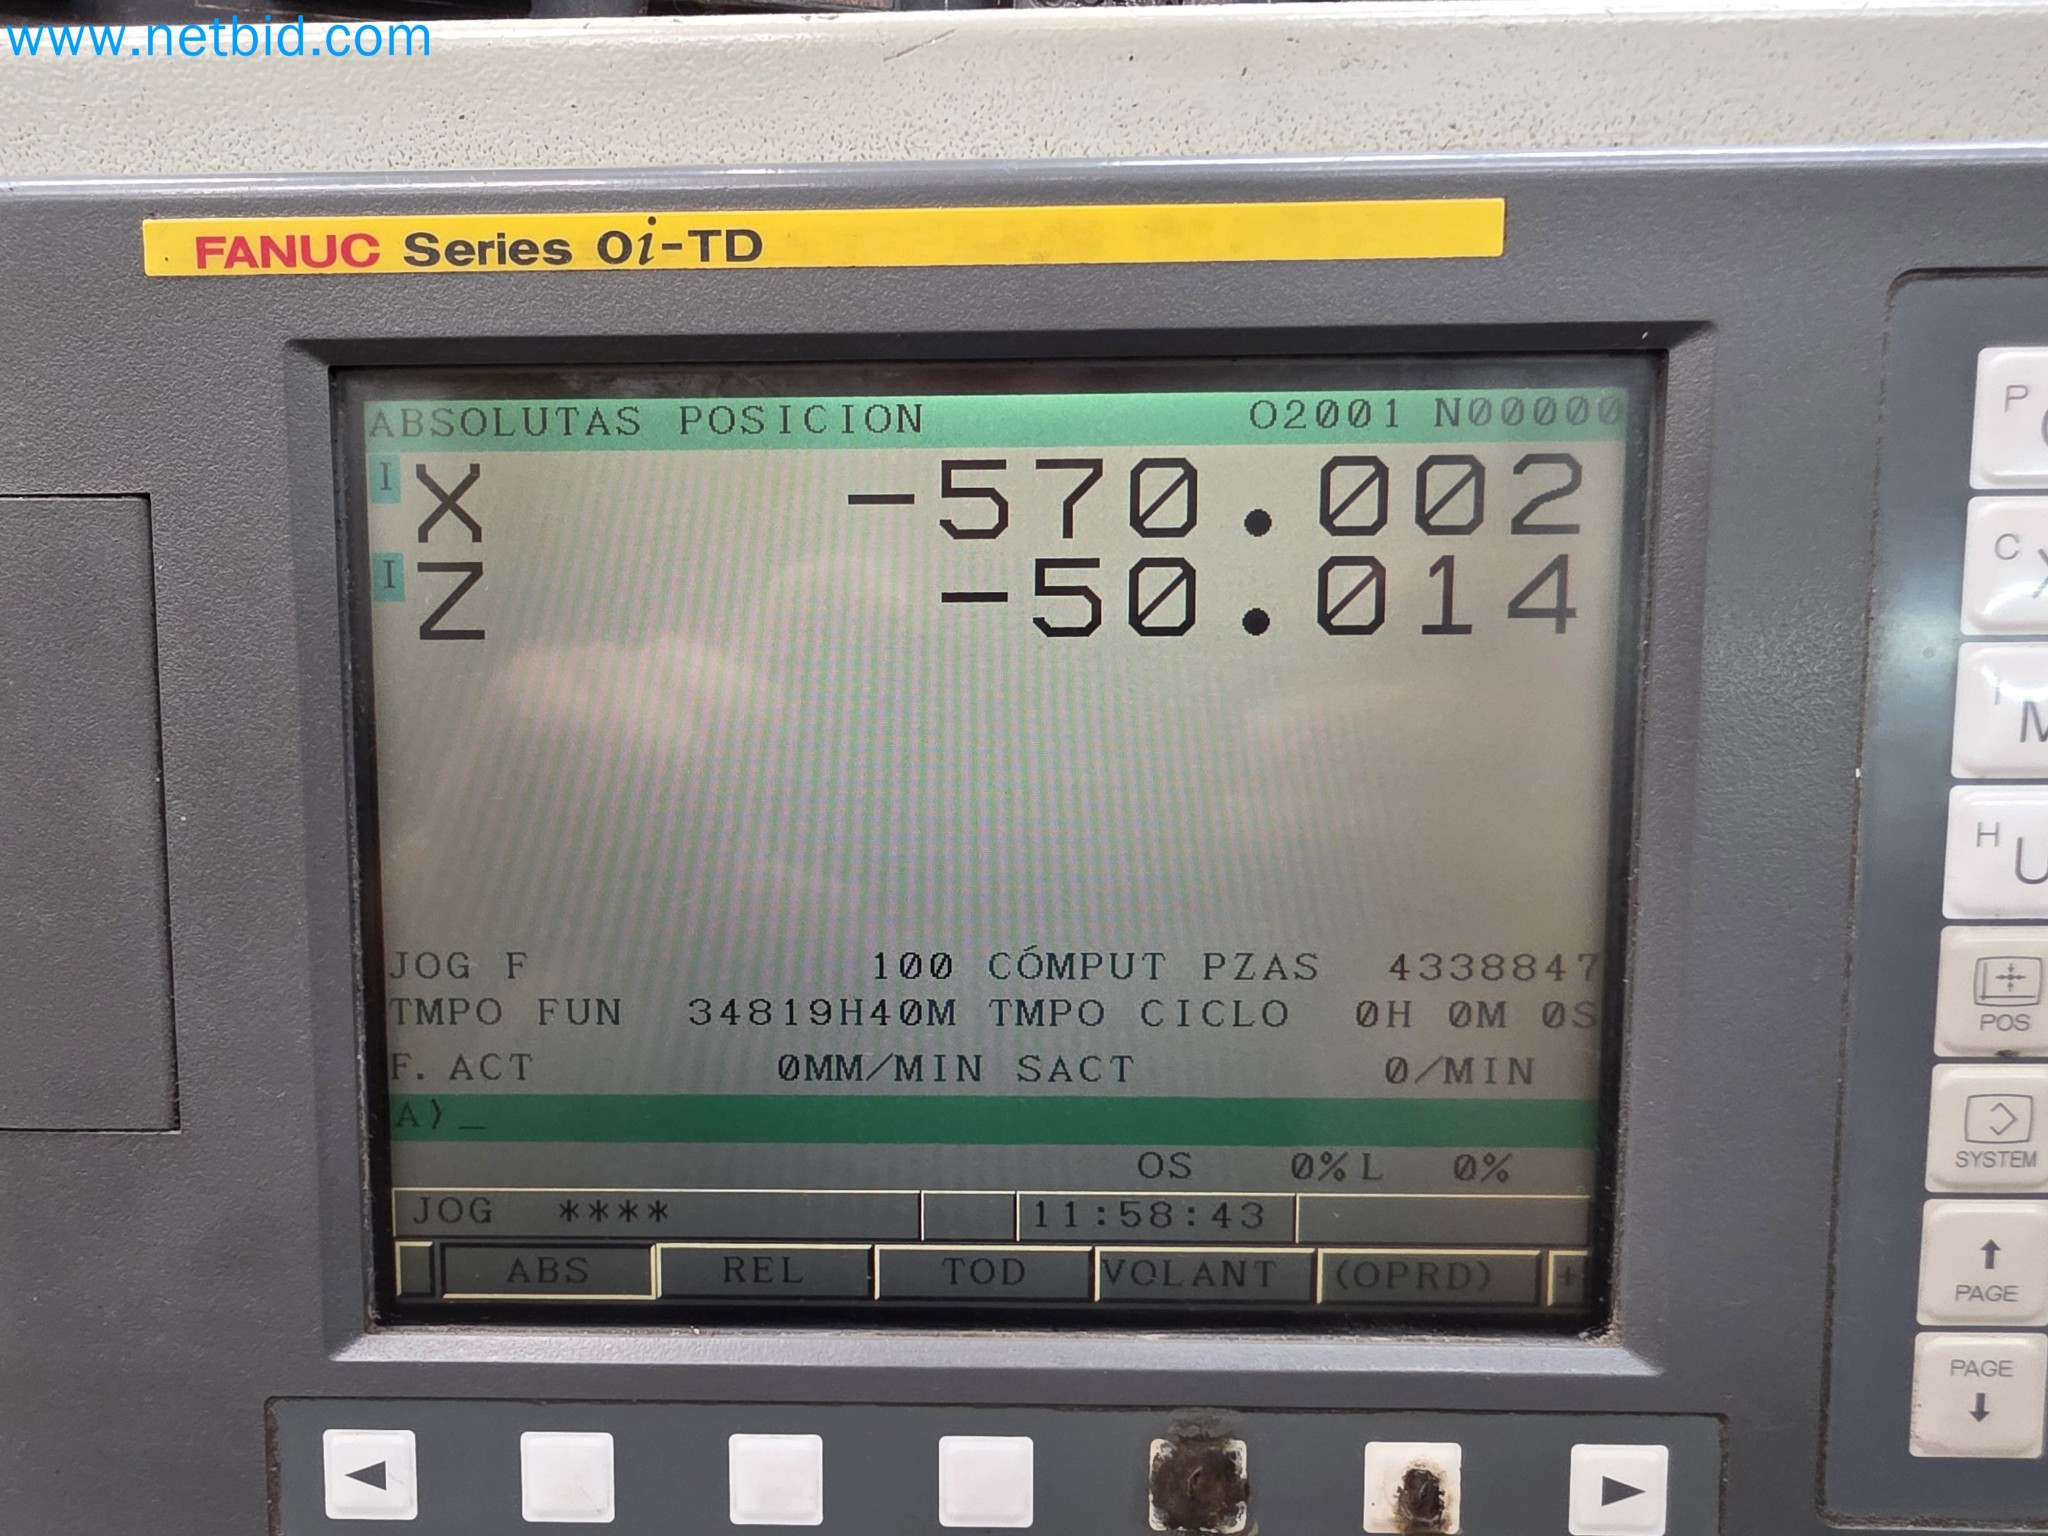 www.netbid.com
FANUC Series 0i-TD
ABSOLUTAS POSICION O2001 N00000
I X -570.002
I Z -50.014
JOG F 100 CÓMPUT PZAS 4338847
TMPO FUN 34819H40M TMPO CICLO 0H 0M 0S
F. ACT 0MM/MIN SACT 0/MIN
A>_
OS 0% L 0%
JOG **** 11:58:43
ABS REL TOD VOLANT (OPRD) +
P
C
I M
H U
POS
SYSTEM
↑
PAGE
PAGE
↓